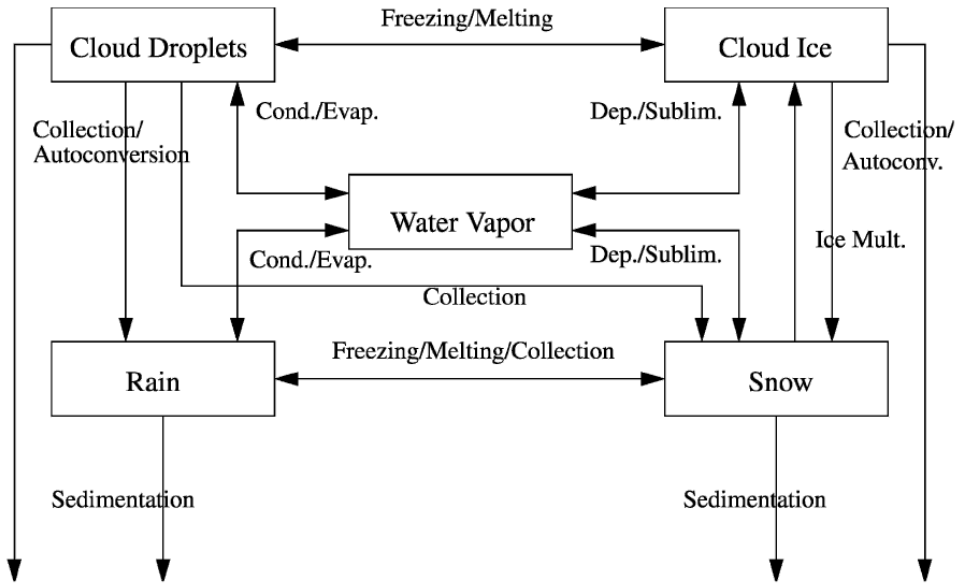 Freezing/Melting
Cloud Droplets
Cloud Ice
Cond./Evap.
Dep./Sublim.
Collection/
Autoconversion
Collection/
Autoconv.
Water Vapor
Ice Mult.
Cond./Evap.
Dep./Sublim.
Collection
Freezing/Melting/Collection
Rain
Snow
Sedimentation
Sedimentation